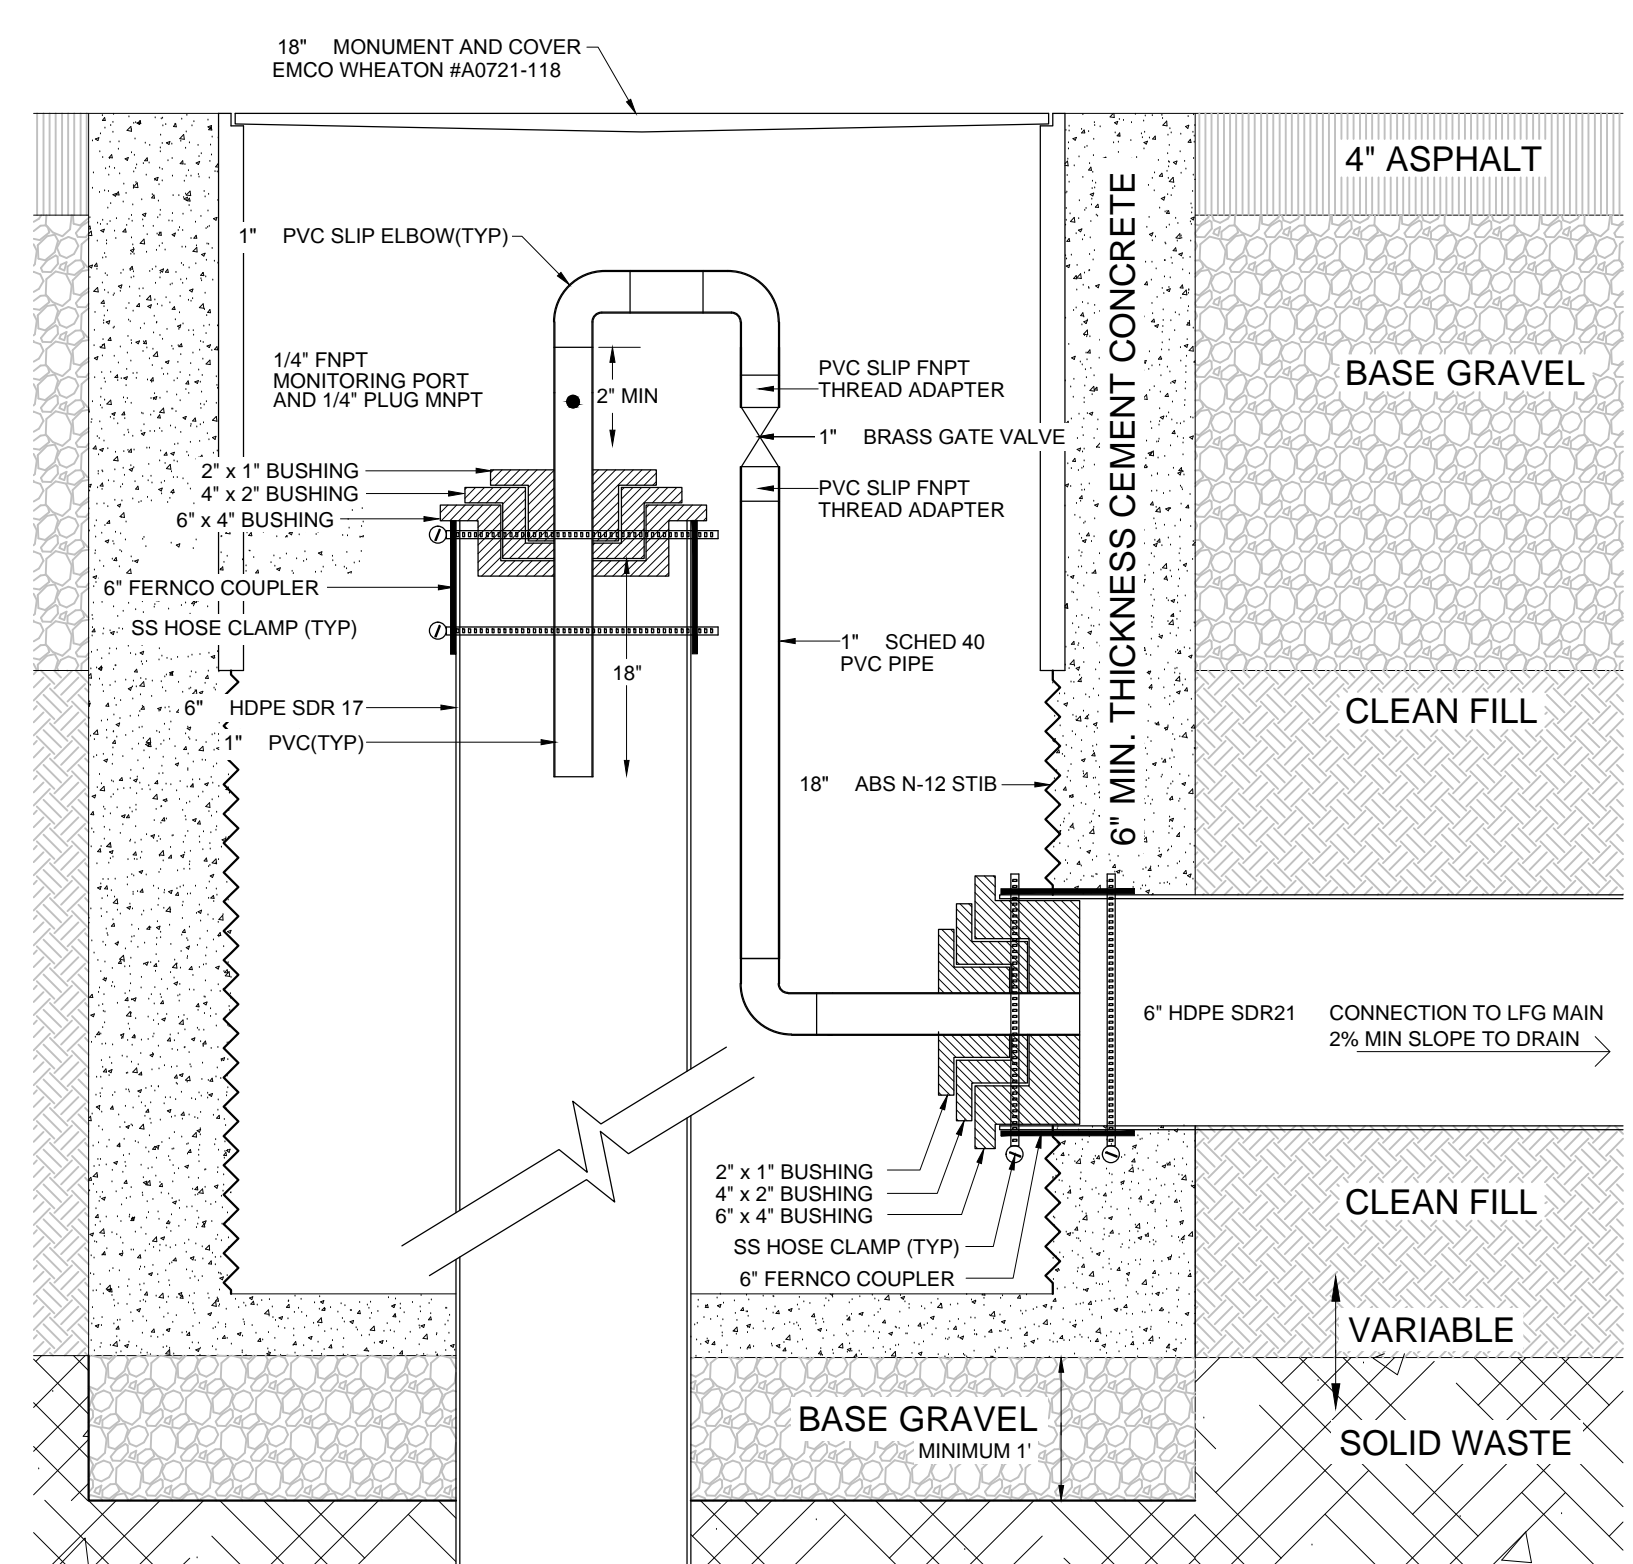 18" MONUMENT AND COVER
EMCO WHEATON #A0721-118
4" ASPHALT
6" MIN. THICKNESS CEMENT CONCRETE
1" PVC SLIP ELBOW(TYP)
1/4" FNPT
MONITORING PORT
AND 1/4" PLUG MNPT
2" MIN
PVC SLIP FNPT
THREAD ADAPTER
BASE GRAVEL
1" BRASS GATE VALVE
2" x 1" BUSHING
4" x 2" BUSHING
6" x 4" BUSHING
PVC SLIP FNPT
THREAD ADAPTER
6" FERNCO COUPLER
SS HOSE CLAMP (TYP)
1" SCHED 40
PVC PIPE
18"
6" HDPE SDR 17
1" PVC(TYP)
CLEAN FILL
18" ABS N-12 STIB
6" HDPE SDR21
CONNECTION TO LFG MAIN
2% MIN SLOPE TO DRAIN
2" x 1" BUSHING
4" x 2" BUSHING
6" x 4" BUSHING
SS HOSE CLAMP (TYP)
6" FERNCO COUPLER
CLEAN FILL
VARIABLE
BASE GRAVEL
MINIMUM 1'
SOLID WASTE